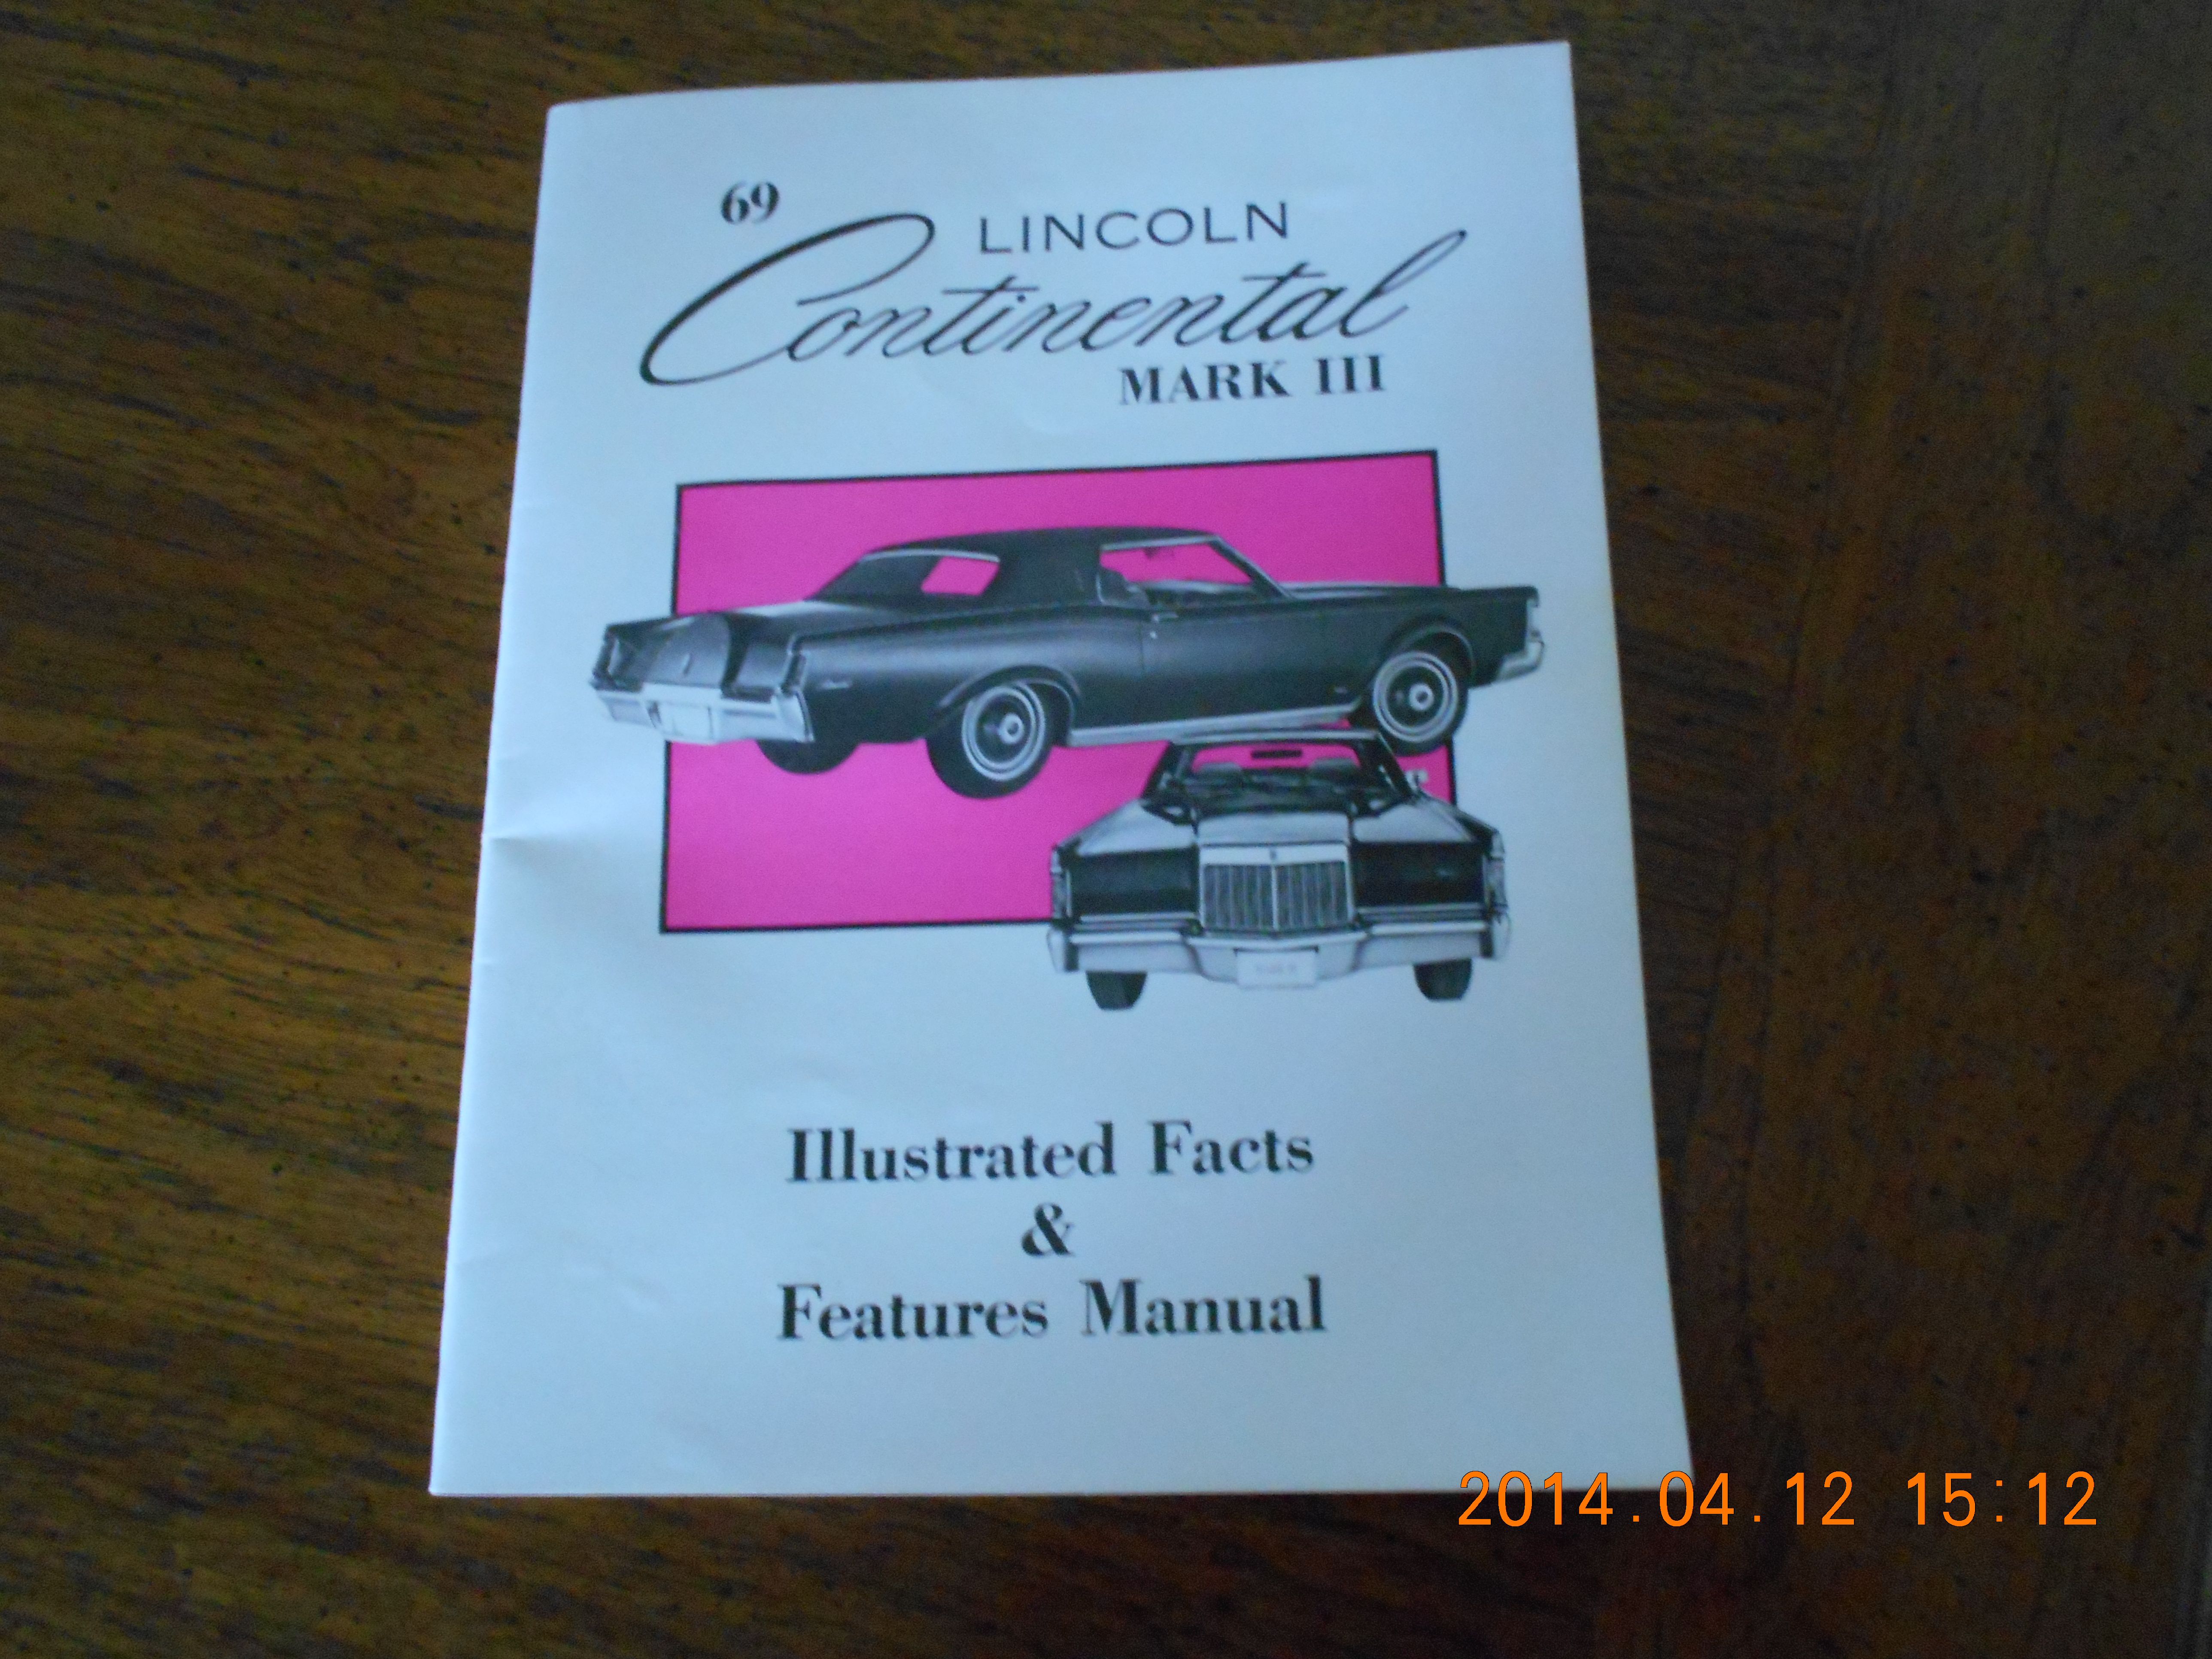 69
LINCOLN
Continental
MARK III
Illustrated Facts
&
Features Manual
2014.04.12 15:12